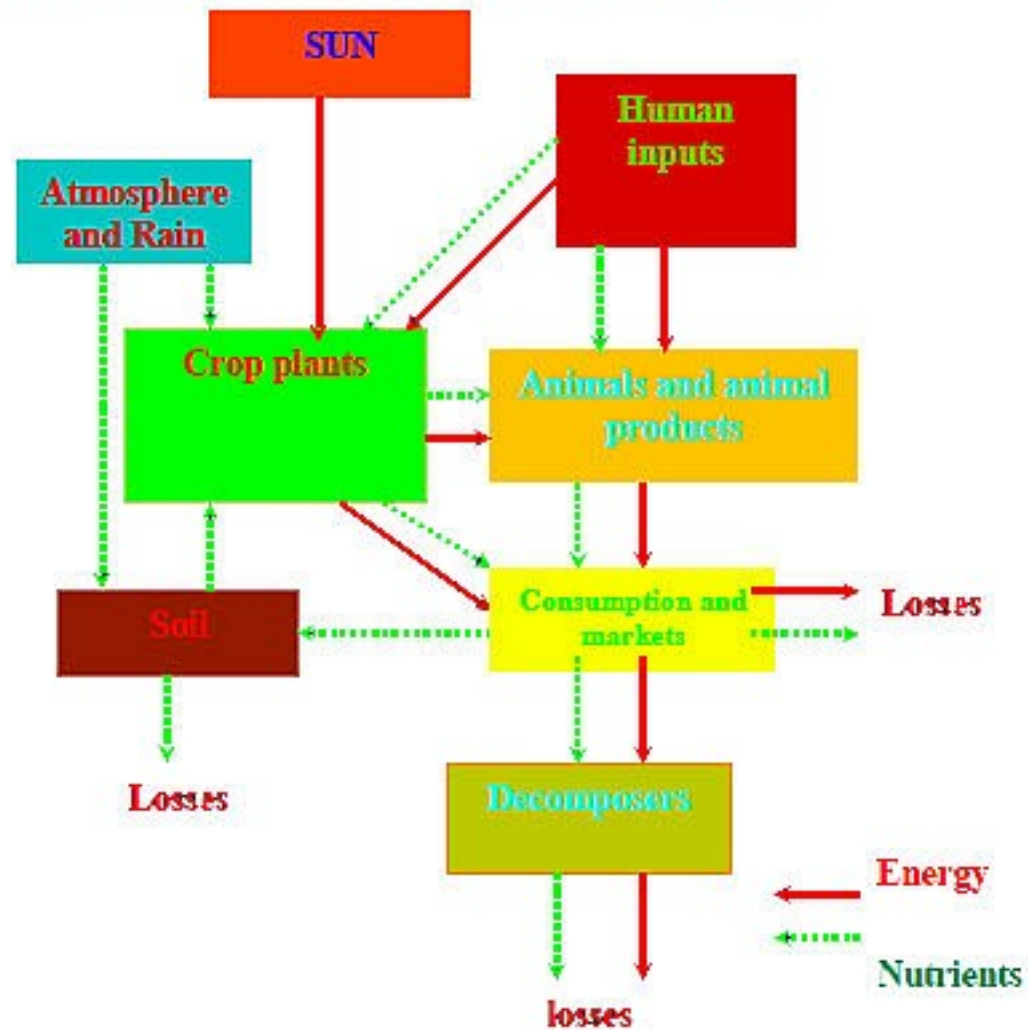 SUN
Human
inputs
Atmosphere
and Rain
Crop plants
Animals and animal
products
Soil
Consumption and
markets
Losses
Losses
Decomposers
Energy
Nutrients
losses